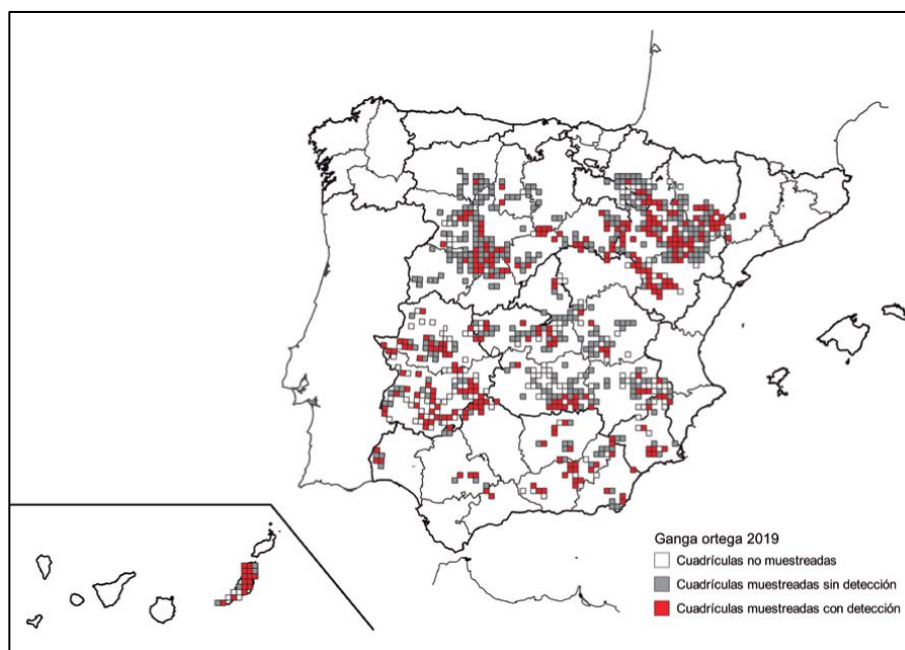 Ganga ortega 2019
Cuadrículas no muestreadas
Cuadrículas muestreadas sin detección
Cuadrículas muestreadas con detección